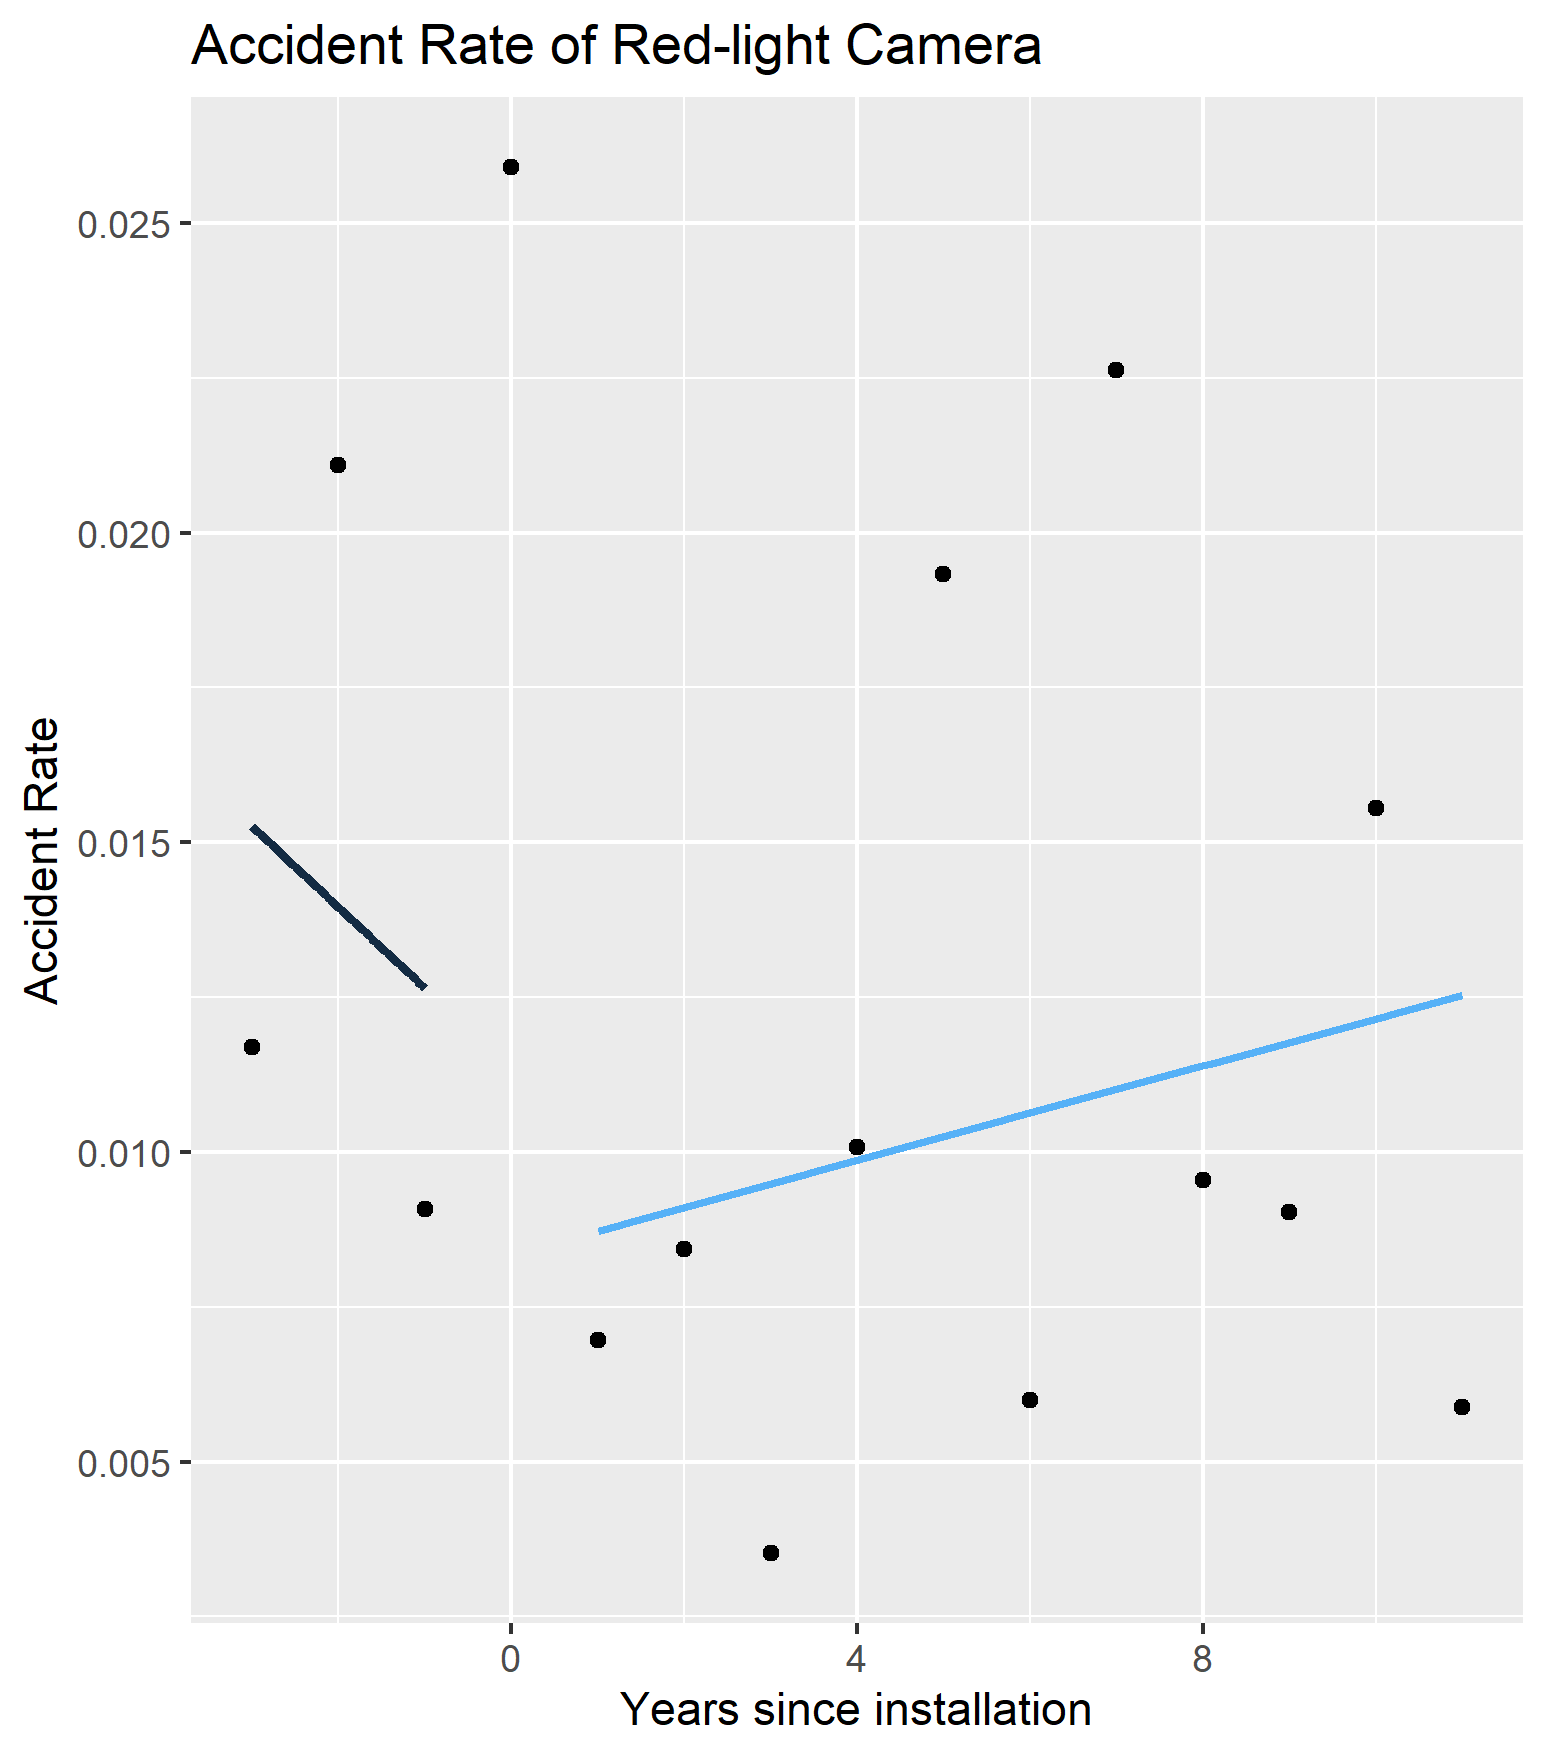 Accident Rate of Red-light Camera
Accident Rate
0.025
0.020
0.015
0.010
0.005
0 4 8
Years since installation